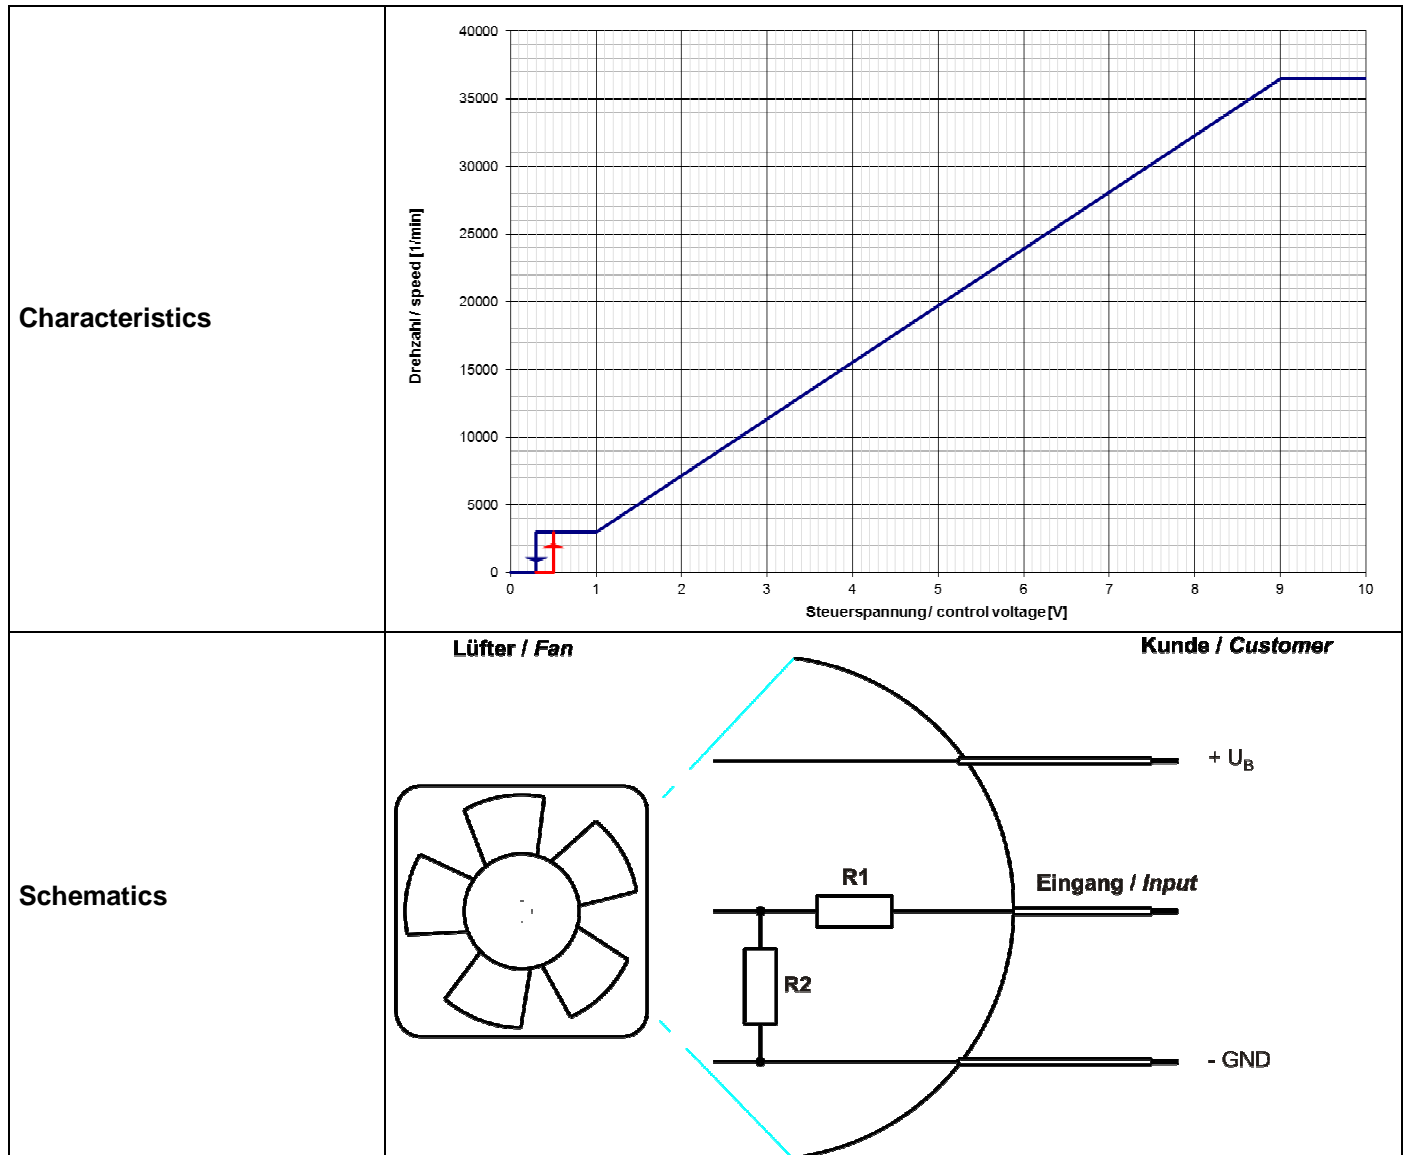 Characteristics
Drehzahl / speed [1/min]
40000
35000
30000
25000
20000
15000
10000
5000
0
0 1 2 3 4 5 6 7 8 9 10
Steuerspannung / control voltage [V]
Schematics
Lüfter / Fan
Kunde / Customer
+ UB
R1
Eingang / Input
R2
- GND